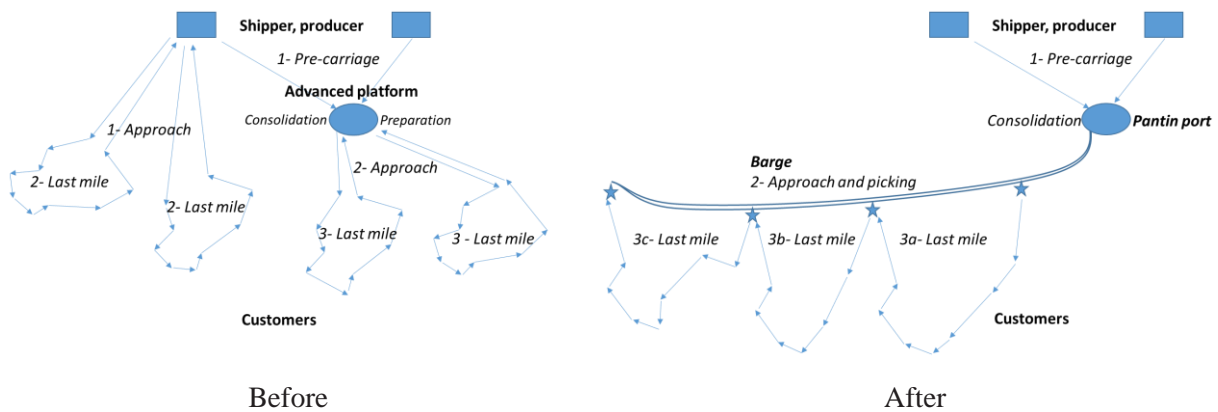 Shipper, producer
1- Pre-carriage
Advanced platform
Consolidation
Preparation
1- Approach
2- Approach
2- Last mile
2- Last mile
3- Last mile
3 - Last mile
Customers
Before
Shipper, producer
1- Pre-carriage
Consolidation
Pantin port
Barge
2- Approach and picking
3c- Last mile
3b- Last mile
3a- Last mile
Customers
After